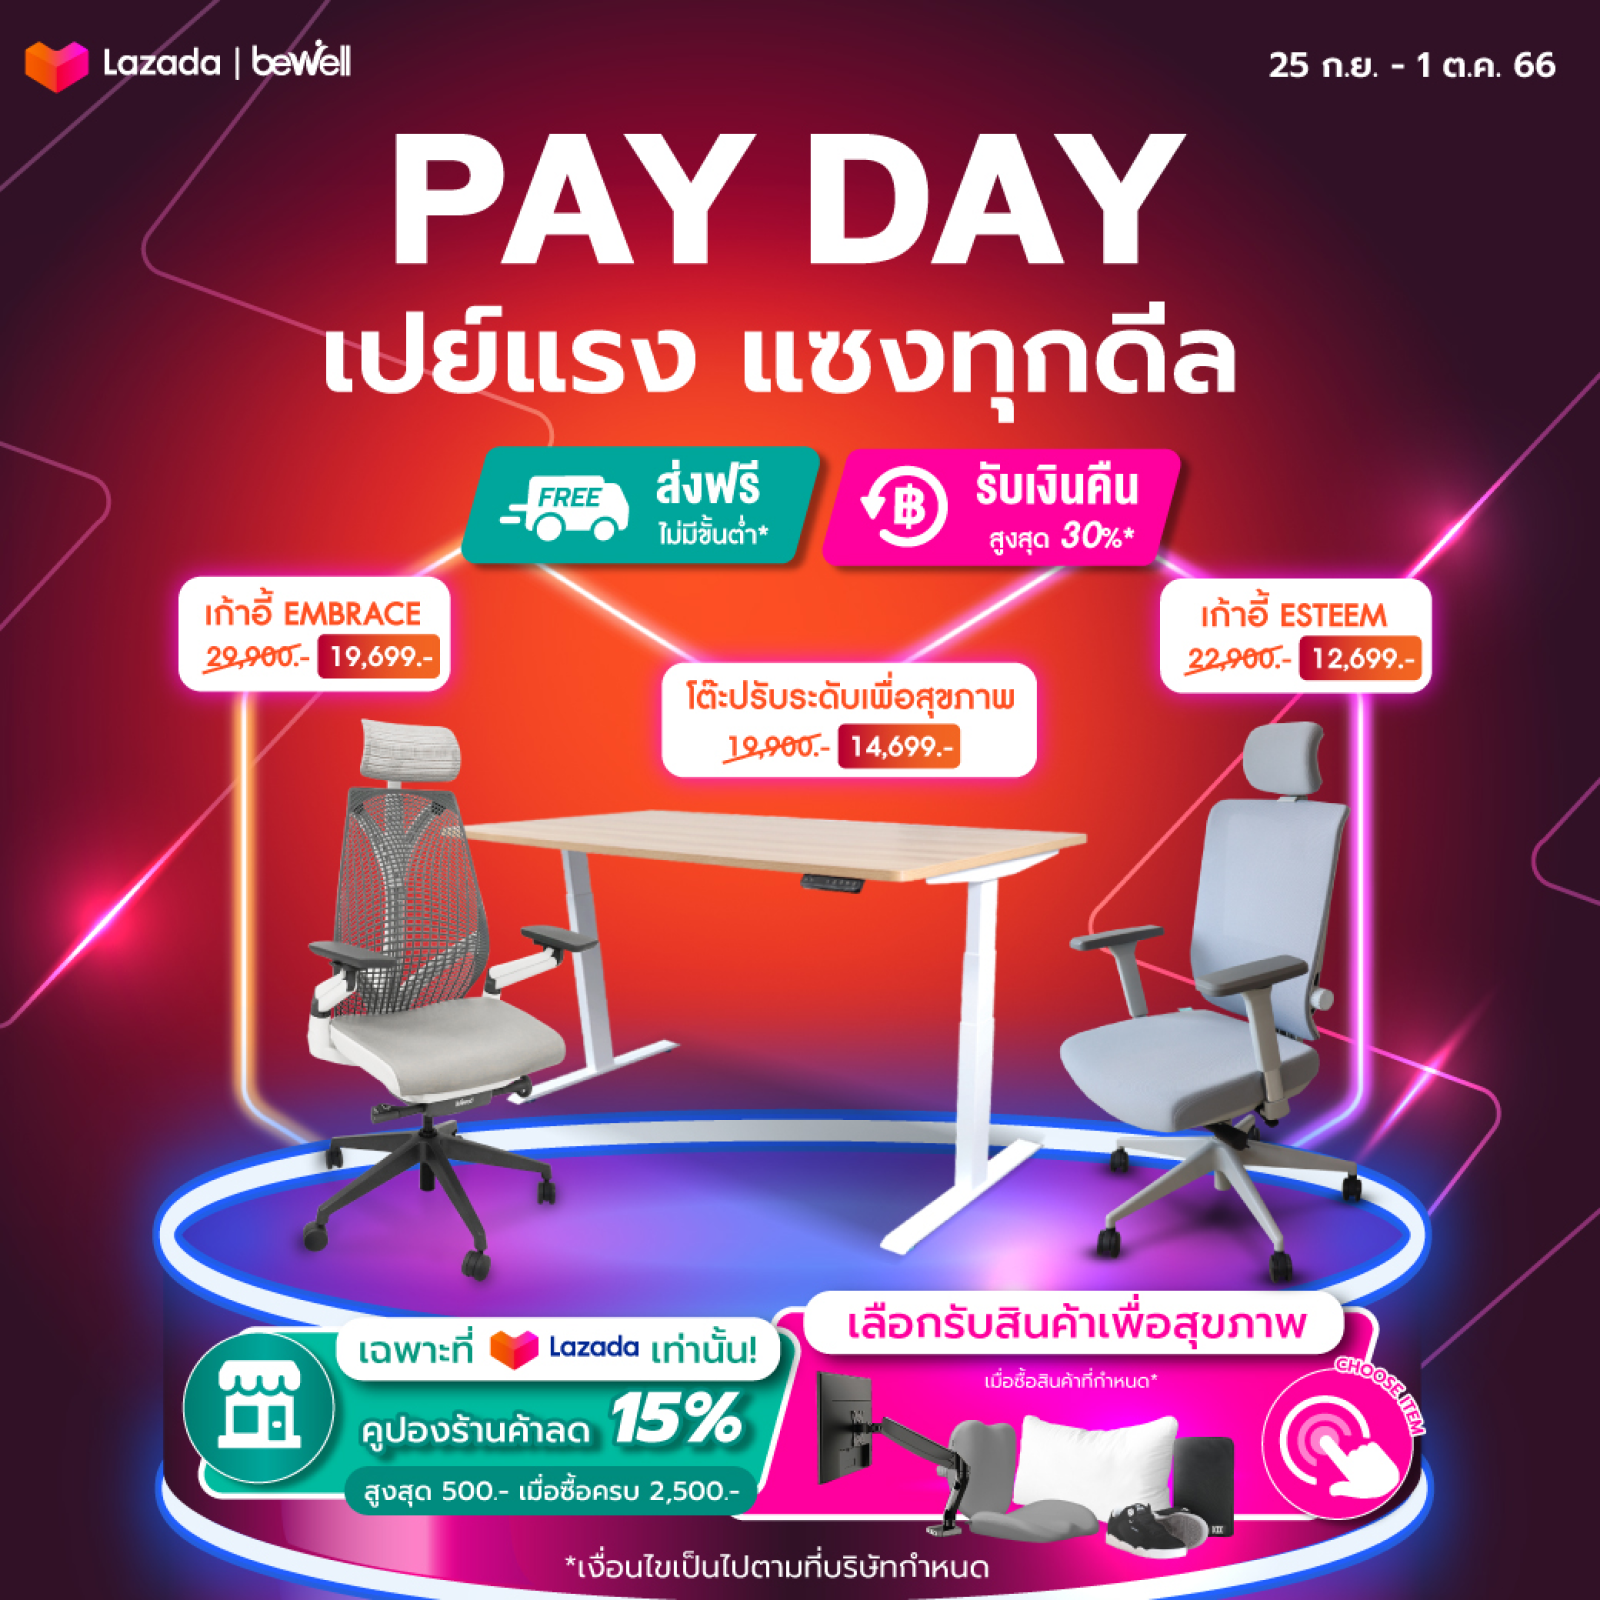 Lazada | bewell
25 ก.ย. - 1 ต.ค. 66
PAY DAY
เปย์แรง แซงทุกดีล
FREE
ส่งฟรี
ไม่มีขั้นต่ำ*
฿
รับเงินคืน
สูงสุด 30%*
เก้าอี้ EMBRACE
29,900.- 19,699.-
เก้าอี้ ESTEEM
22,900.- 12,699.-
โต๊ะปรับระดับเพื่อสุขภาพ
19,900.- 14,699.-
เฉพาะที่ Lazada เท่านั้น!
คูปองร้านค้าลด 15%
สูงสุด 500.- เมื่อซื้อครบ 2,500.-
เลือกรับสินค้าเพื่อสุขภาพ
เมื่อซื้อสินค้าที่กำหนด*
CHOOSE ITEM
*เงื่อนไขเป็นไปตามที่บริษัทกำหนด